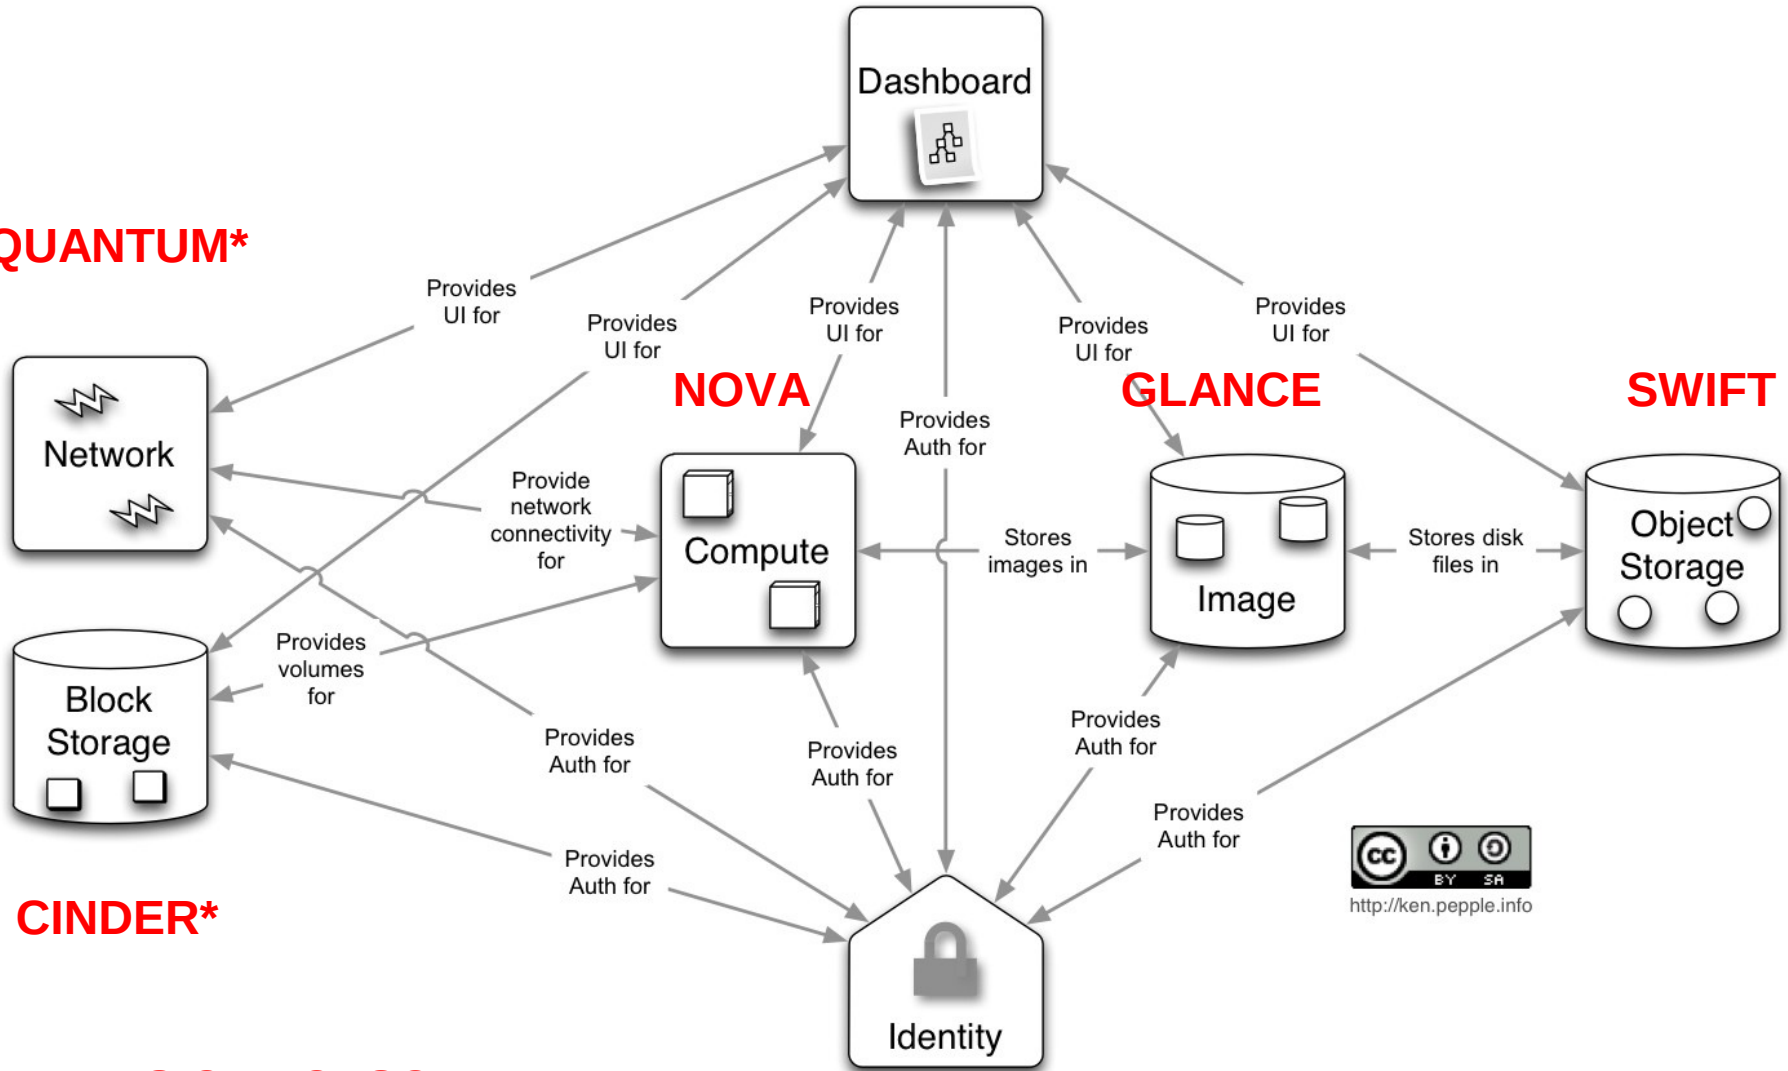 Dashboard
QUANTUM*
Provides
UI for
Provides
UI for
Provides
UI for
Provides
UI for
Provides
UI for
NOVA
GLANCE
SWIFT
Provides
Auth for
Network
Provide
network
connectivity
for
Compute
Stores
images in
Image
Stores disk
files in
Object
Storage
Provides
volumes
for
Block
Storage
Provides
Auth for
Provides
Auth for
Provides
Auth for
Provides
Auth for
Provides
Auth for
CINDER*
cc
BY SA
http://ken.pepple.info
Identity